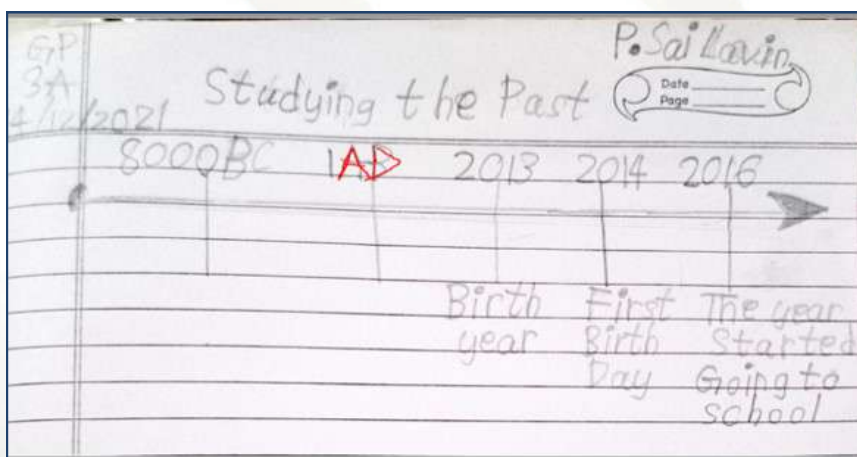 GP
3A
4/12/2021
P. Sai Lavin
Studying the Past
Date
Page
8000BC 1AD 2013 2014 2016
Birth First The year
year Birth Started
Day Going to
school